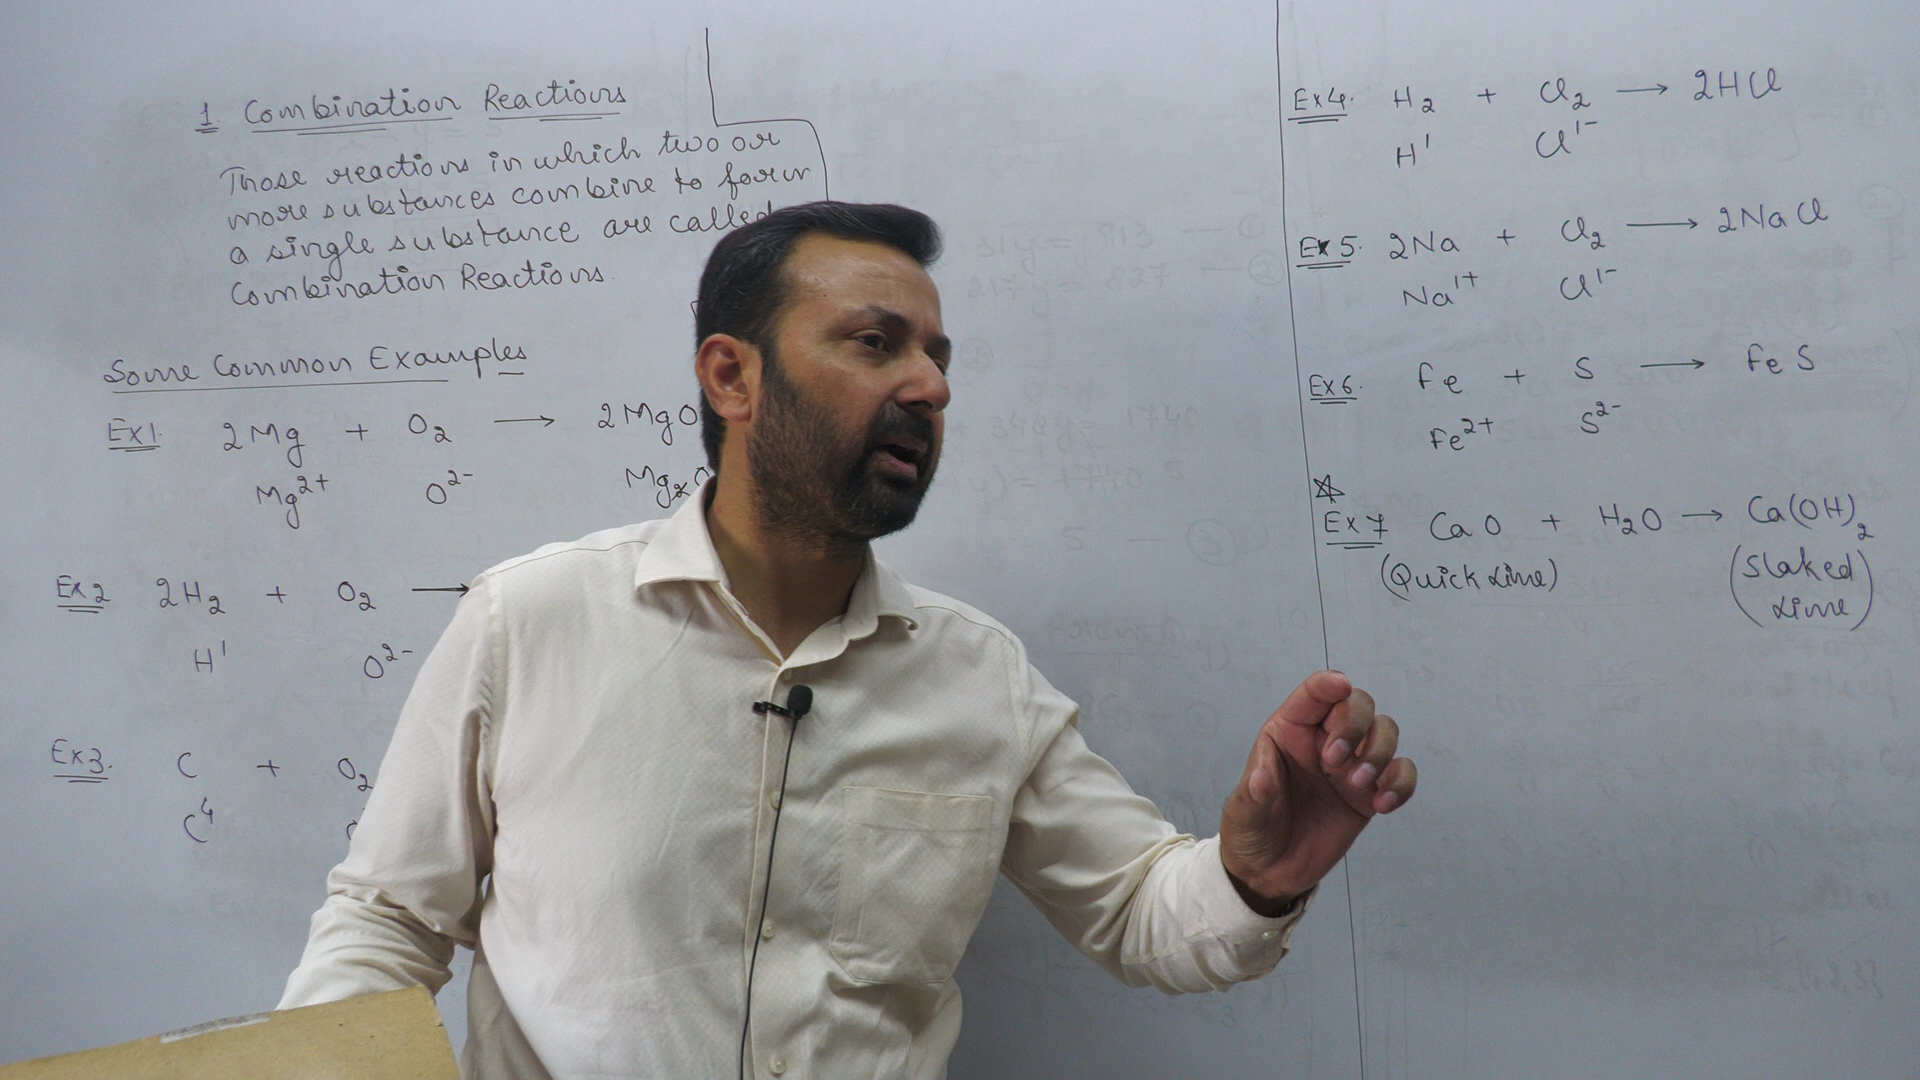 1. Combination Reactions
Those reactions in which two or
more substances combine to form
a single substance are called
Combination Reactions.
Some Common Examples
Ex1. 2Mg + O₂ → 2MgO
Mg²⁺ O²⁻ Mg₂O
Ex2 2H₂ + O₂ →
H¹ O²⁻
Ex3. C + O₂
C⁴
Ex4. H₂ + Cl₂ → 2HCl
H¹ Cl¹⁻
Ex5. 2Na + Cl₂ → 2NaCl
Na¹⁺ Cl¹⁻
Ex6. Fe + S → FeS
Fe²⁺ S²⁻
Ex7 CaO + H₂O → Ca(OH)₂
(Quick Lime) (Slaked
Lime)